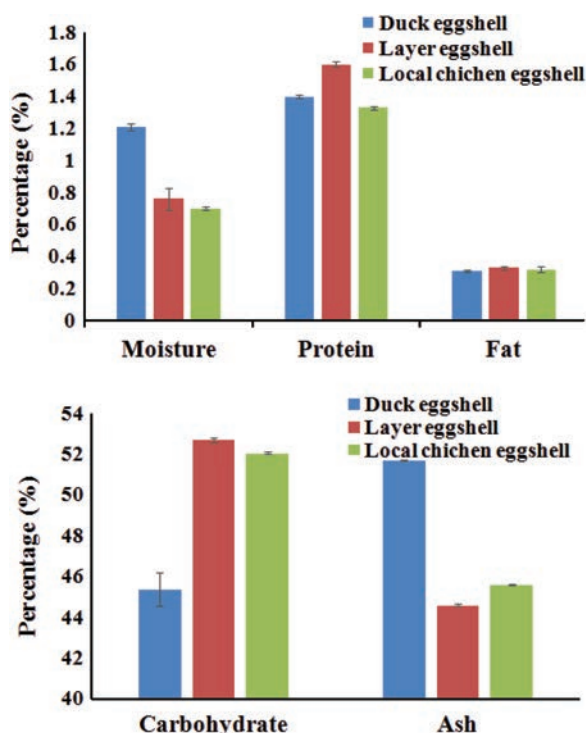 Duck eggshell
Layer eggshell
Local chichen eggshell
Percentage (%)
1.8
1.6
1.4
1.2
1
0.8
0.6
0.4
0.2
0
Moisture Protein Fat
Duck eggshell
Layer eggshell
Local chichen eggshell
Percentage (%)
54
52
50
48
46
44
42
40
Carbohydrate Ash